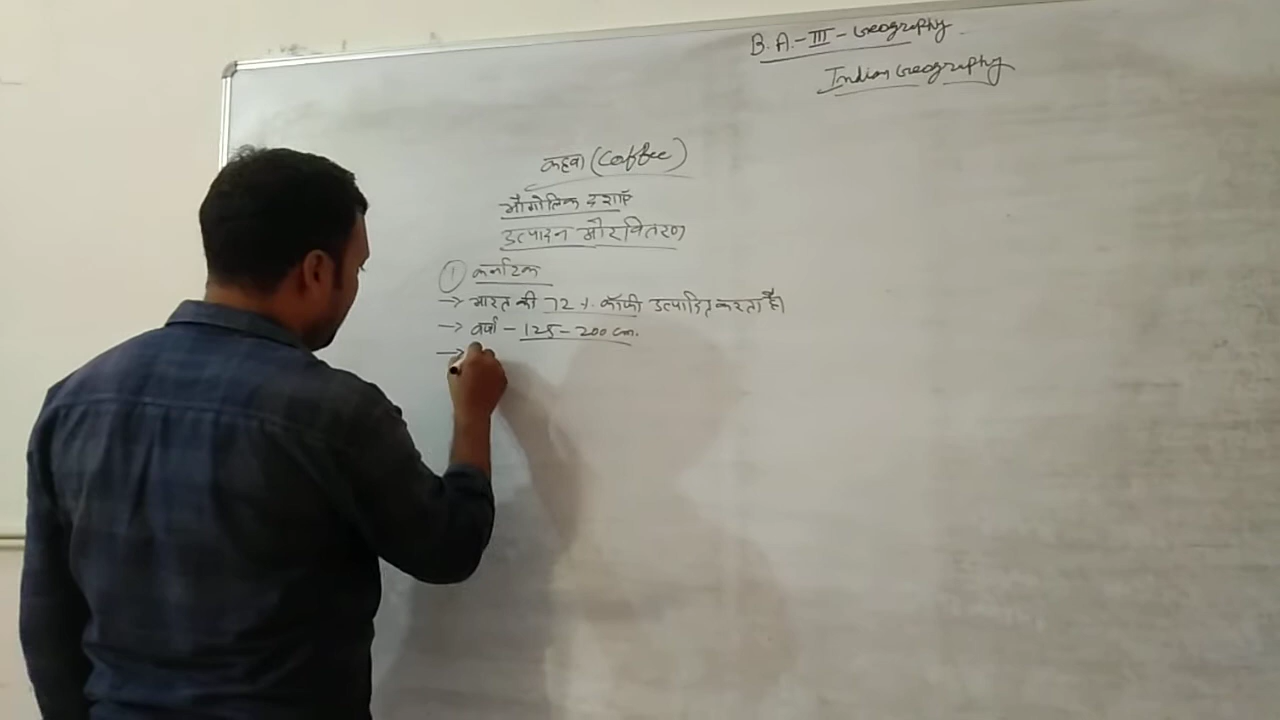 B.A.-III-Geography
Indian Geography
कहवा (Coffee)
भौगोलिक दशाएँ
उत्पादन और वितरण
① कर्नाटक
→ भारत की 72% कॉफी उत्पादित करता है।
→ वर्षा - 125-200 cm.
→